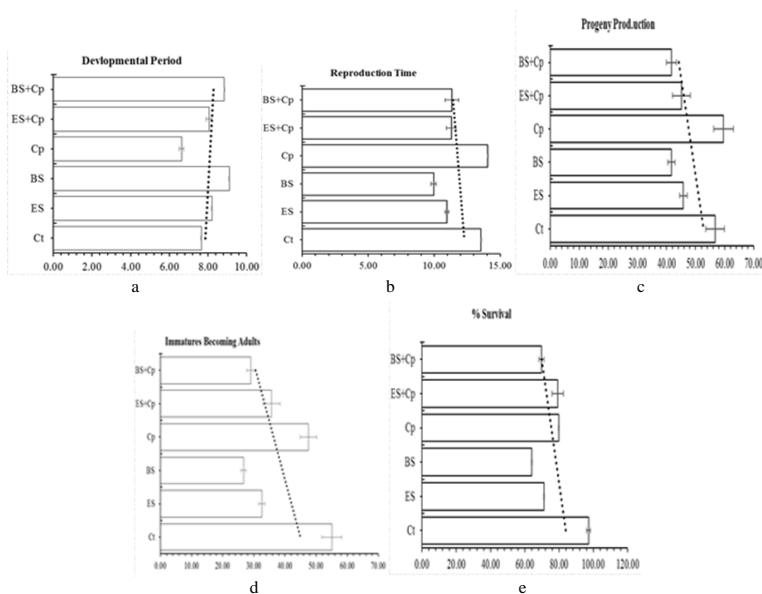 Devlopmental Period
BS+Cp
ES+Cp
Cp
BS
ES
Ct
0.00 2.00 4.00 6.00 8.00 10.00
a
Reproduction Time
BS+Cp
ES+Cp
Cp
BS
ES
Ct
0.00 5.00 10.00 15.00
b
Progeny Prod.uction
BS+Cp
ES+Cp
Cp
BS
ES
Ct
0.00 10.00 20.00 30.00 40.00 50.00 60.00 70.00
c
Immatures Becoming Adults
BS+Cp
ES+Cp
Cp
BS
ES
Ct
0.00 10.00 20.00 30.00 40.00 50.00 60.00 70.00
d
% Survival
BS+Cp
ES+Cp
Cp
BS
ES
Ct
0.00 20.00 40.00 60.00 80.00 100.00 120.00
e